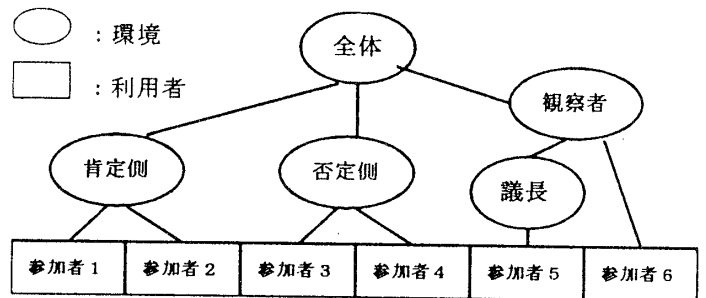 ：環境
：利用者
全体
観察者
肯定側
否定側
議長
参加者1
参加者2
参加者3
参加者4
参加者5
参加者6